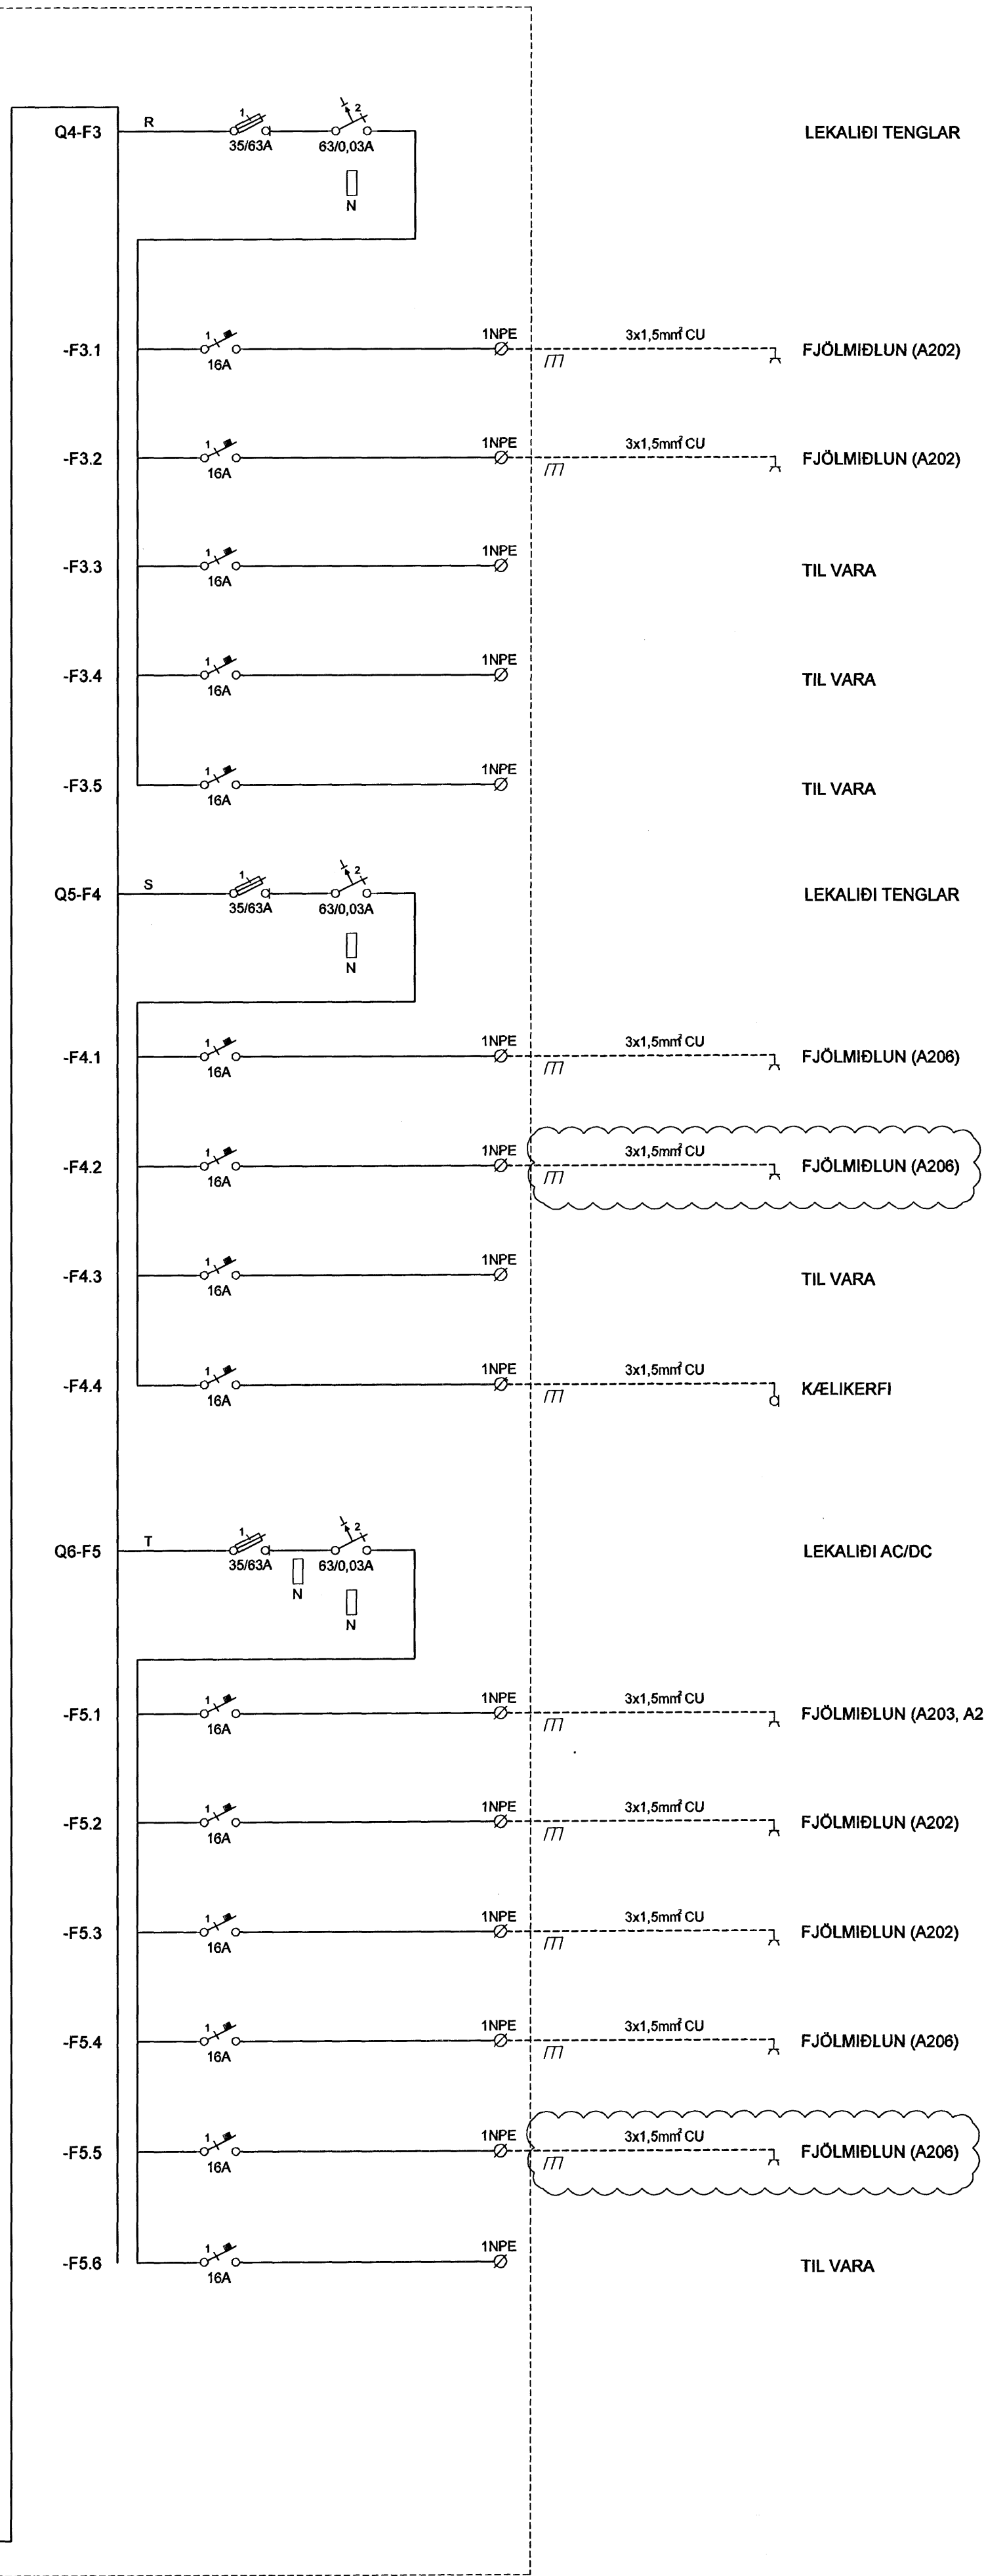 Q4-F3 R 1 35/63A 2 63/0,03A LEKALIÐI TENGLAR
N
-F3.1 1 16A 1NPE 3x1,5mm² CU FJÖLMIÐLUN (A202)
-F3.2 1 16A 1NPE 3x1,5mm² CU FJÖLMIÐLUN (A202)
-F3.3 1 16A 1NPE TIL VARA
-F3.4 1 16A 1NPE TIL VARA
-F3.5 1 16A 1NPE TIL VARA
Q5-F4 S 1 35/63A 2 63/0,03A LEKALIÐI TENGLAR
N
-F4.1 1 16A 1NPE 3x1,5mm² CU FJÖLMIÐLUN (A206)
-F4.2 1 16A 1NPE 3x1,5mm² CU FJÖLMIÐLUN (A206)
-F4.3 1 16A 1NPE TIL VARA
-F4.4 1 16A 1NPE 3x1,5mm² CU KÆLIKERFI
Q6-F5 T 1 35/63A 2 63/0,03A LEKALIÐI AC/DC
N
N
-F5.1 1 16A 1NPE 3x1,5mm² CU FJÖLMIÐLUN (A203, A2
-F5.2 1 16A 1NPE 3x1,5mm² CU FJÖLMIÐLUN (A202)
-F5.3 1 16A 1NPE 3x1,5mm² CU FJÖLMIÐLUN (A202)
-F5.4 1 16A 1NPE 3x1,5mm² CU FJÖLMIÐLUN (A206)
-F5.5 1 16A 1NPE 3x1,5mm² CU FJÖLMIÐLUN (A206)
-F5.6 1 16A 1NPE TIL VARA